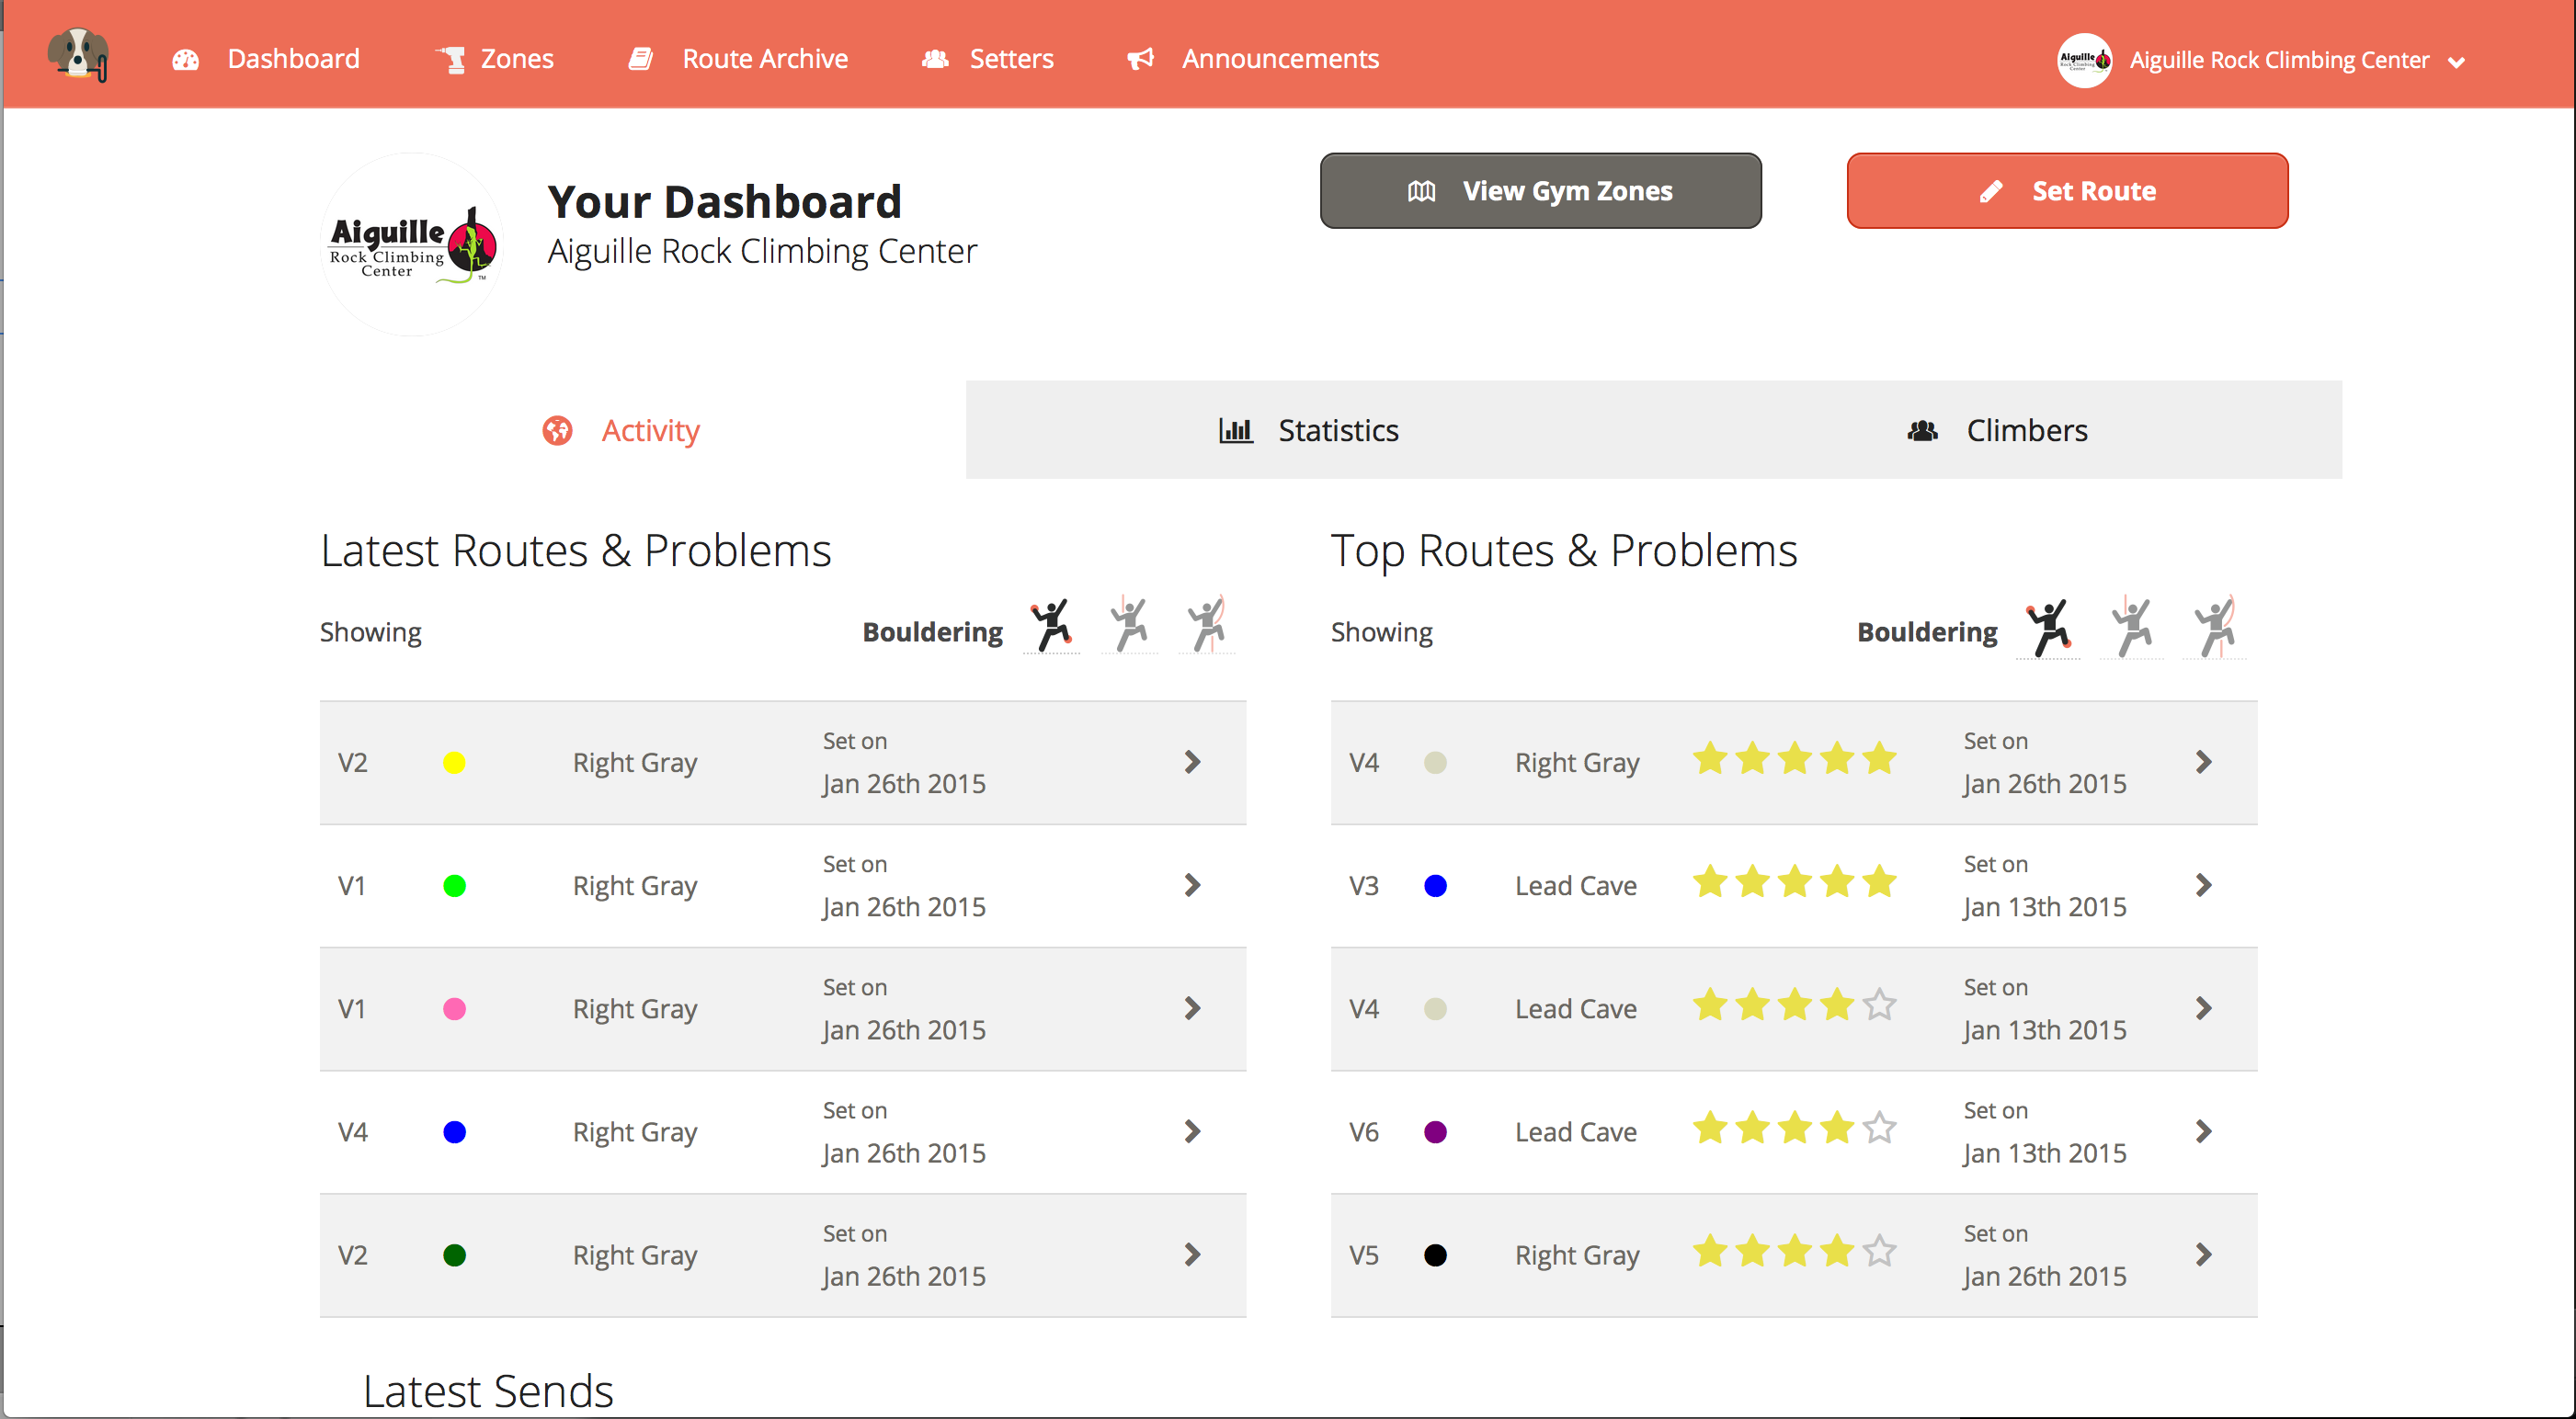 Dashboard
Zones
Route Archive
Setters
Announcements
Aiguille Rock Climbing Center
Aiguille
Rock Climbing
Center
TM
Your Dashboard
Aiguille Rock Climbing Center
View Gym Zones
Set Route
Activity
Statistics
Climbers
Latest Routes & Problems
Showing
Bouldering
V2
Right Gray
Set on
Jan 26th 2015
V1
Right Gray
Set on
Jan 26th 2015
V1
Right Gray
Set on
Jan 26th 2015
V4
Right Gray
Set on
Jan 26th 2015
V2
Right Gray
Set on
Jan 26th 2015
Top Routes & Problems
Showing
Bouldering
V4
Right Gray
Set on
Jan 26th 2015
V3
Lead Cave
Set on
Jan 13th 2015
V4
Lead Cave
Set on
Jan 13th 2015
V6
Lead Cave
Set on
Jan 13th 2015
V5
Right Gray
Set on
Jan 26th 2015
Latest Sends